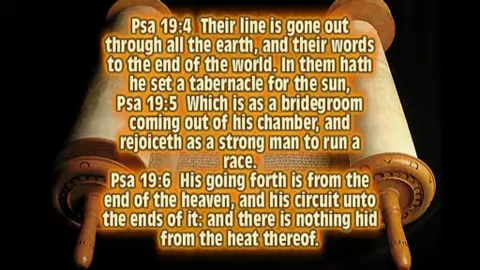 Psa 19:4 Their line is gone out
through all the earth, and their words
to the end of the world. In them hath
he set a tabernacle for the sun,
Psa 19:5 Which is as a bridegroom
coming out of his chamber, and
rejoiceth as a strong man to run a
race.
Psa 19:6 His going forth is from the
end of the heaven, and his circuit unto
the ends of it: and there is nothing hid
from the heat thereof.